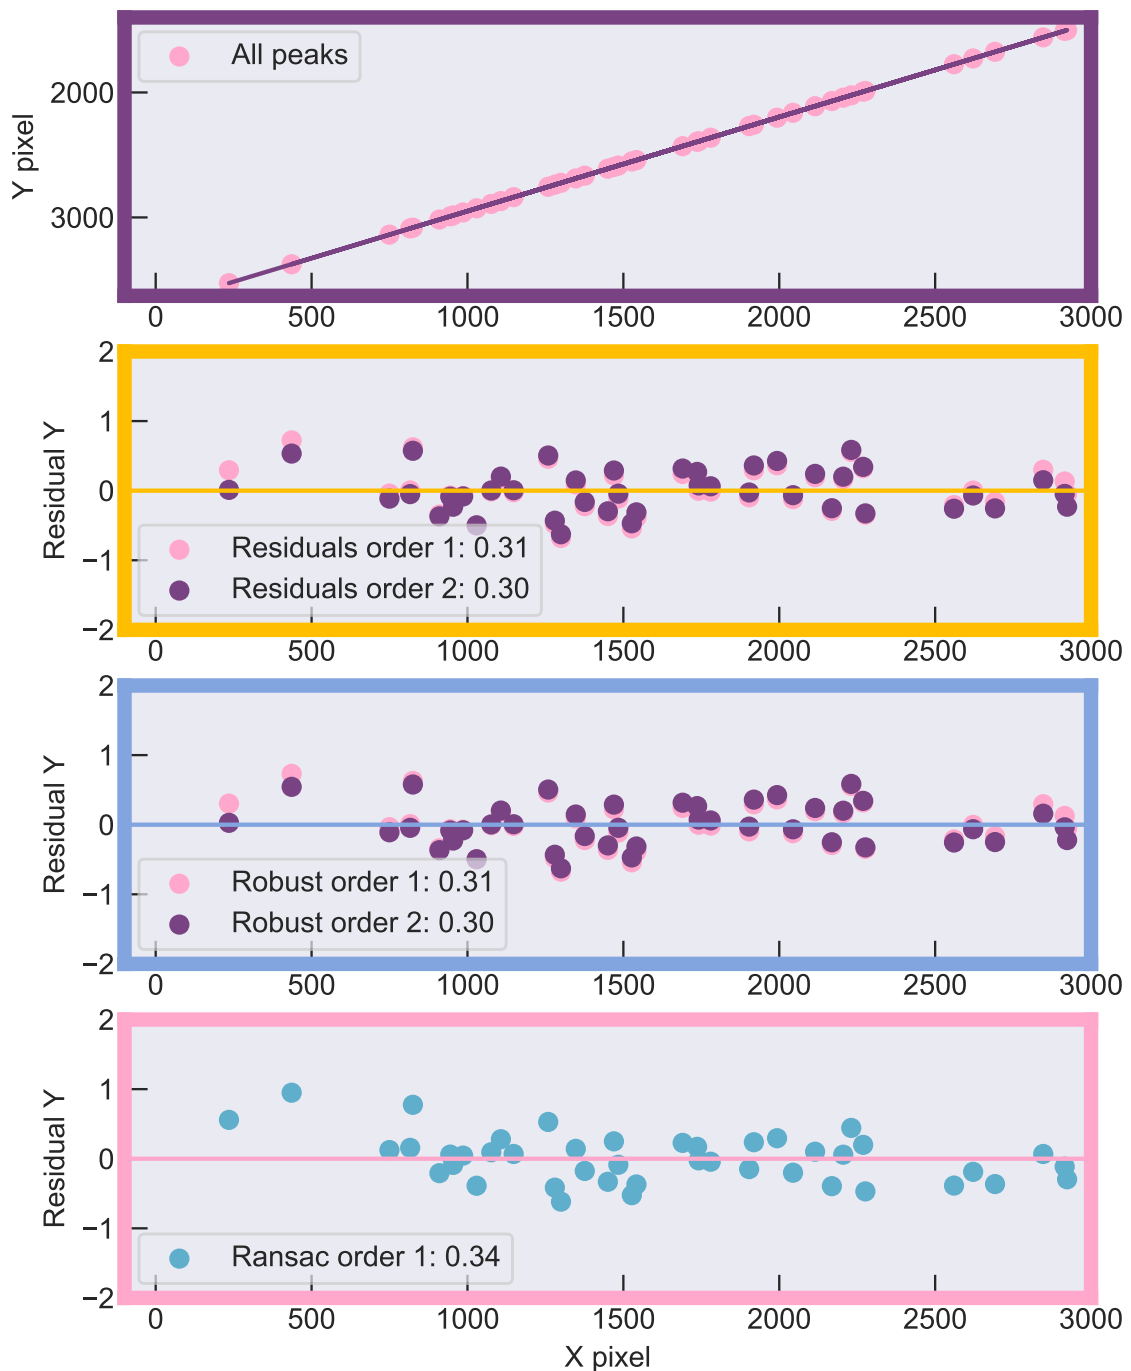 All peaks
2000
3000
Y pixel
0 500 1000 1500 2000 2500 3000
2
1
0
−1
−2
Residual Y
Residuals order 1: 0.31
Residuals order 2: 0.30
0 500 1000 1500 2000 2500 3000
2
1
0
−1
−2
Residual Y
Robust order 1: 0.31
Robust order 2: 0.30
0 500 1000 1500 2000 2500 3000
2
1
0
−1
−2
Residual Y
Ransac order 1: 0.34
0 500 1000 1500 2000 2500 3000
X pixel